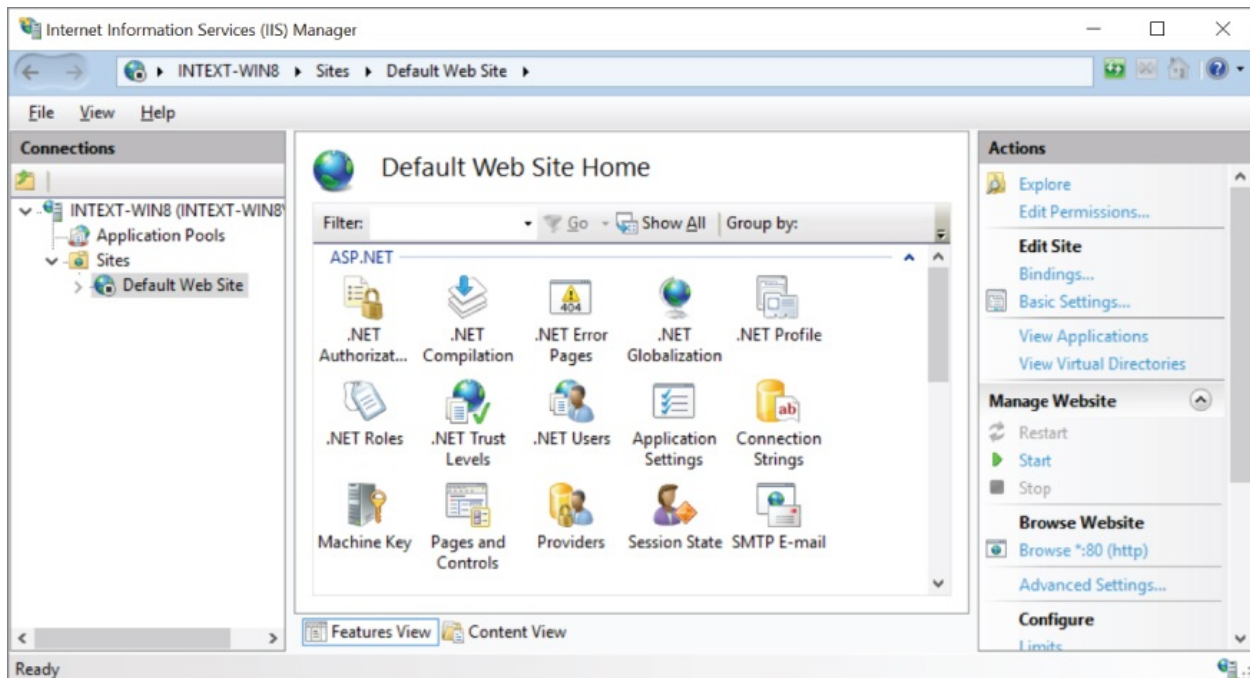 Internet Information Services (IIS) Manager
INTEXT-WIN8 Sites Default Web Site
File View Help
Connections
INTEXT-WIN8 (INTEXT-WIN8\
Application Pools
Sites
Default Web Site
Default Web Site Home
Filter: Go Show All Group by:
ASP.NET
.NET Authorizat...
.NET Compilation
404
.NET Error Pages
.NET Globalization
.NET Profile
.NET Roles
.NET Trust Levels
.NET Users
Application Settings
ab
Connection Strings
Machine Key
Pages and Controls
Providers
Session State
SMTP E-mail
Features View Content View
Actions
Explore
Edit Permissions...
Edit Site
Bindings...
Basic Settings...
View Applications
View Virtual Directories
Manage Website
Restart
Start
Stop
Browse Website
Browse *:80 (http)
Advanced Settings...
Configure
Limits
Ready